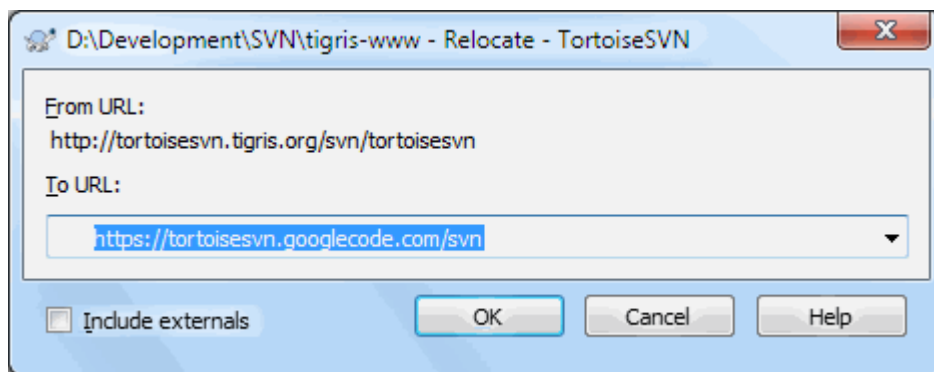 D:\Development\SVN\tigris-www - Relocate - TortoiseSVN
From URL:
http://tortoisesvn.tigris.org/svn/tortoisesvn
To URL:
https://tortoisesvn.googlecode.com/svn
Include externals
OK
Cancel
Help